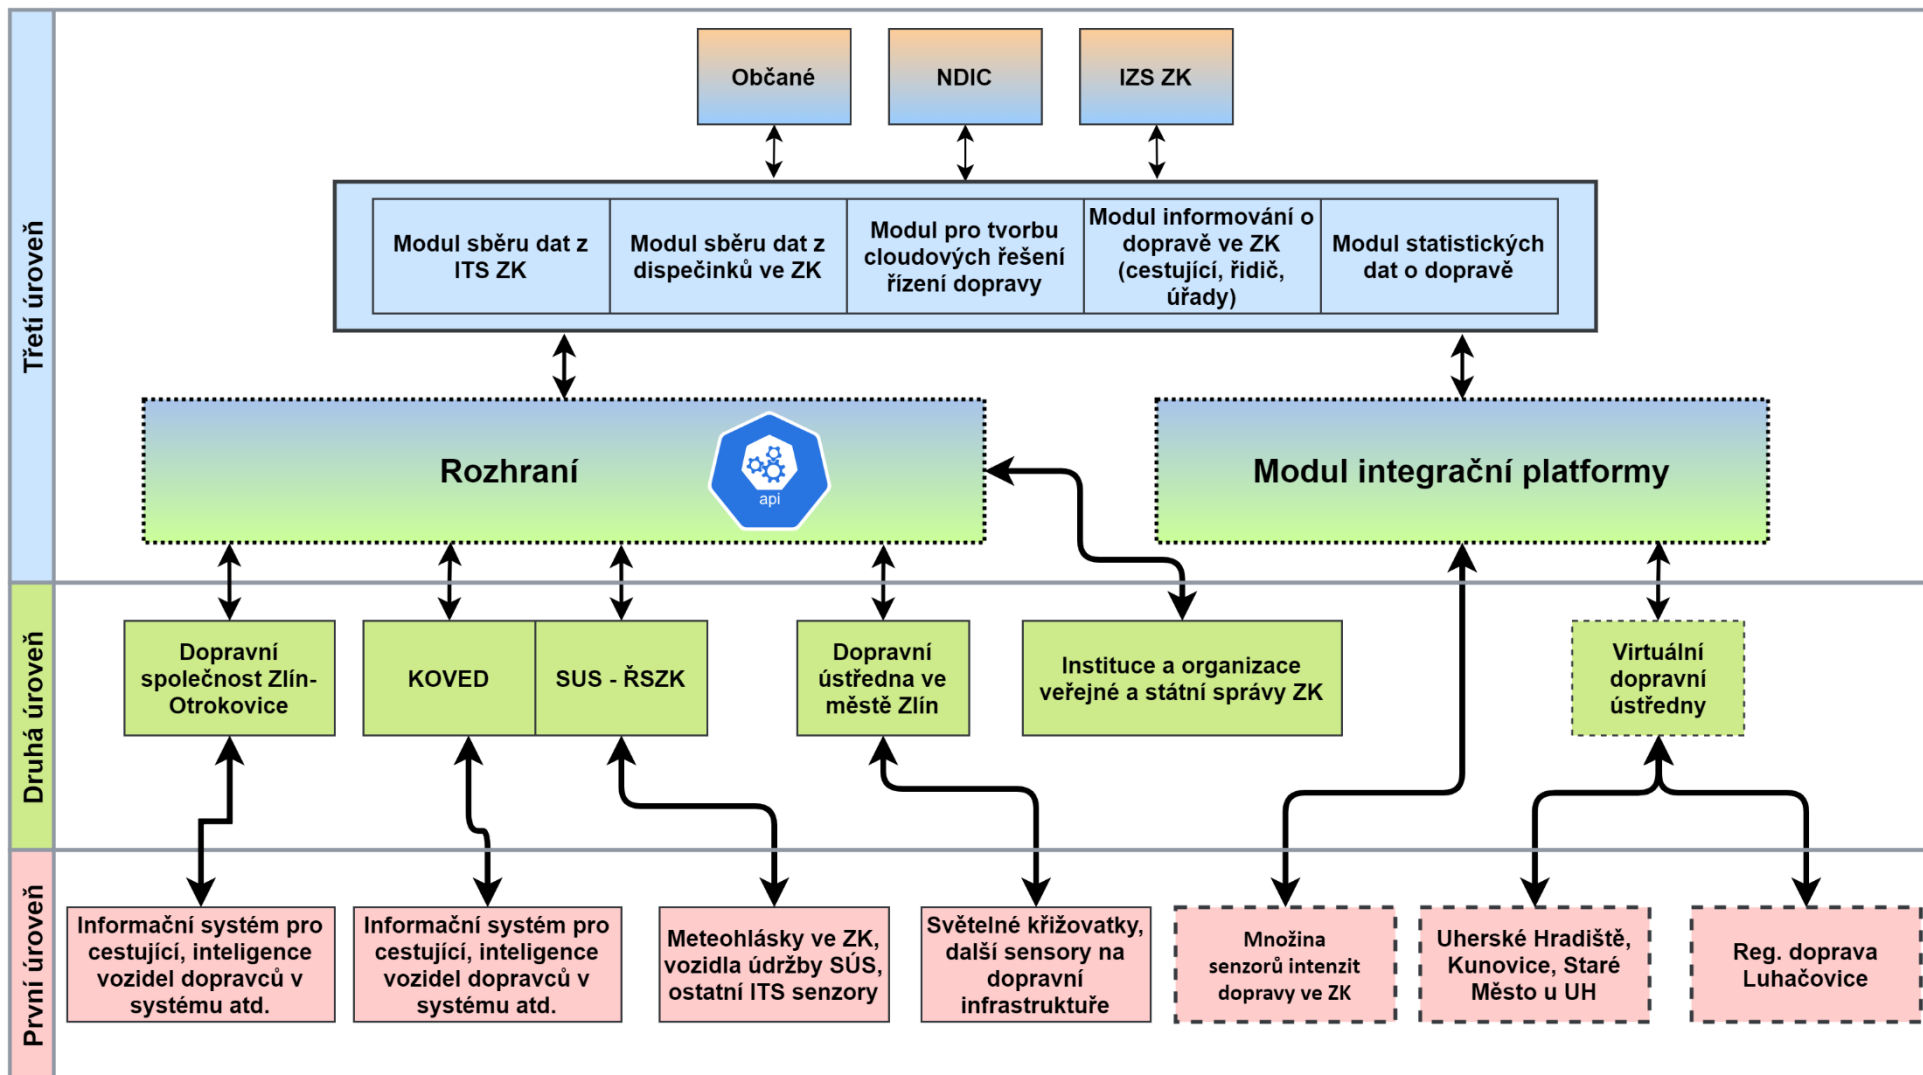 Třetí úroveň
Občané
NDIC
IZS ZK
Modul sběru dat z
ITS ZK
Modul sběru dat z
dispečinků ve ZK
Modul pro tvorbu
cloudových řešení
řízení dopravy
Modul informování o
dopravě ve ZK
(cestující, řidič,
úřady)
Modul statistických
dat o dopravě
Rozhraní
api
Modul integrační platformy
Druhá úroveň
Dopravní
společnost Zlín-
Otrokovice
KOVED
SUS - ŘSZK
Dopravní
ústředna ve
městě Zlín
Instituce a organizace
veřejné a státní správy ZK
Virtuální
dopravní
ústředny
První úroveň
Informační systém pro
cestující, inteligence
vozidel dopravců v
systému atd.
Informační systém pro
cestující, inteligence
vozidel dopravců v
systému atd.
Meteohlásky ve ZK,
vozidla údržby SÚS,
ostatní ITS senzory
Světelné křižovatky,
další sensory na
dopravní
infrastruktuře
Množina
senzorů intenzit
dopravy ve ZK
Uherské Hradiště,
Kunovice, Staré
Město u UH
Reg. doprava
Luhačovice